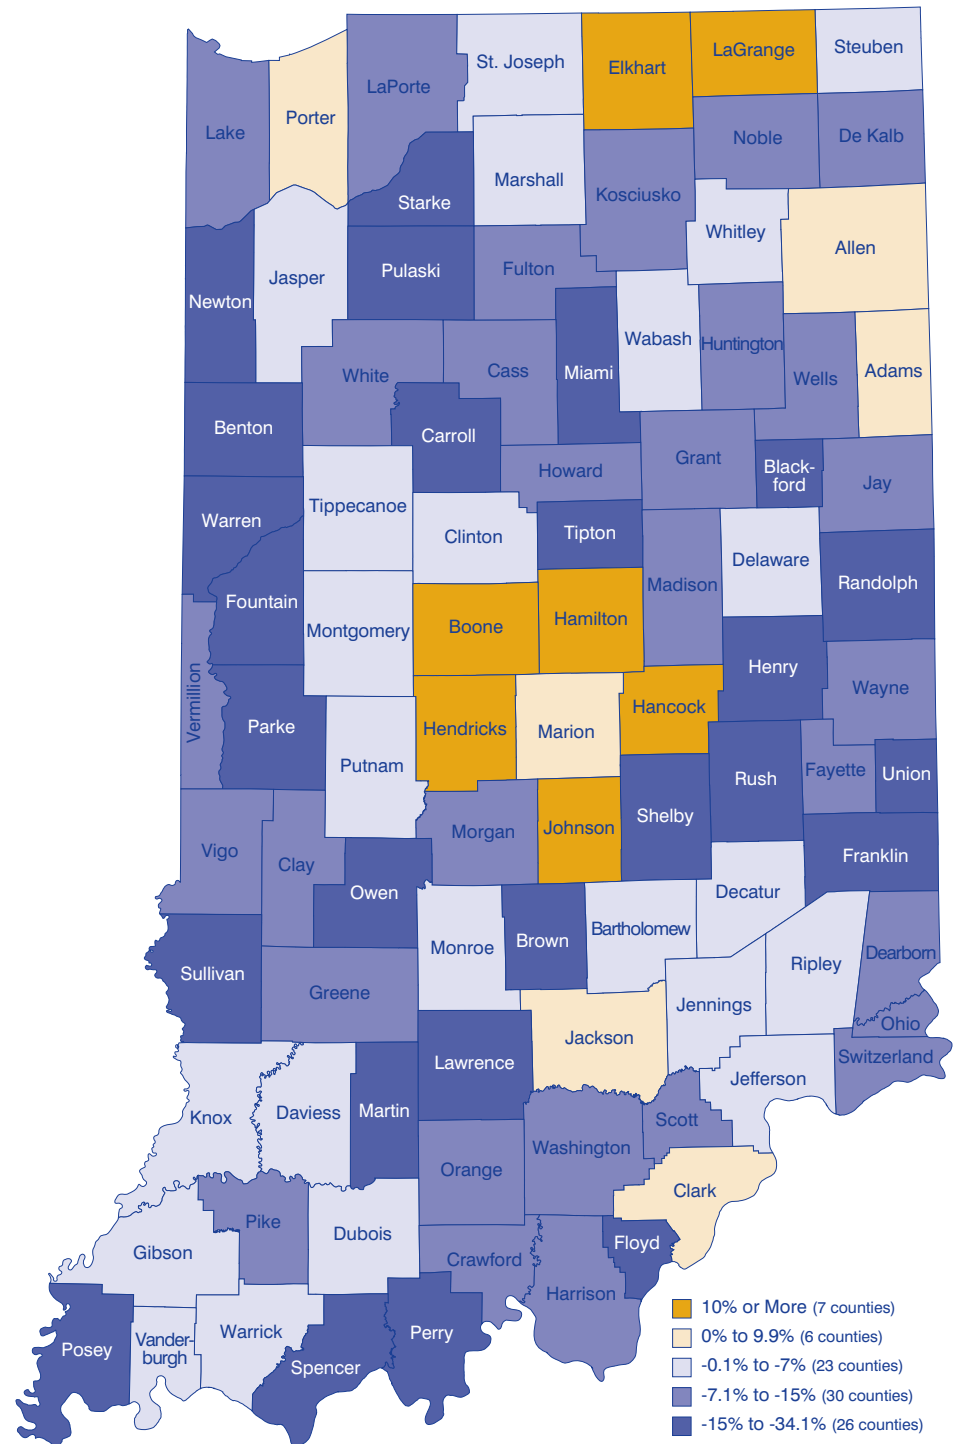 St. Joseph
Elkhart
LaGrange
Steuben
LaPorte
Porter
Lake
Noble
De Kalb
Marshall
Kosciusko
Starke
Whitley
Allen
Jasper
Pulaski
Fulton
Newton
Wabash
Huntington
White
Cass
Miami
Wells
Adams
Benton
Carroll
Howard
Grant
Black-
ford
Jay
Tippecanoe
Warren
Clinton
Tipton
Delaware
Madison
Randolph
Fountain
Montgomery
Boone
Hamilton
Henry
Wayne
Vermillion
Parke
Putnam
Hendricks
Marion
Hancock
Rush
Fayette
Union
Shelby
Morgan
Johnson
Vigo
Clay
Owen
Franklin
Decatur
Monroe
Brown
Bartholomew
Sullivan
Greene
Ripley
Dearborn
Jennings
Ohio
Jackson
Lawrence
Switzerland
Jefferson
Knox
Daviess
Martin
Scott
Washington
Orange
Clark
Pike
Dubois
Floyd
Gibson
Crawford
Harrison
Posey
Vander-
burgh
Warrick
Spencer
Perry
10% or More (7 counties)
0% to 9.9% (6 counties)
-0.1% to -7% (23 counties)
-7.1% to -15% (30 counties)
-15% to -34.1% (26 counties)